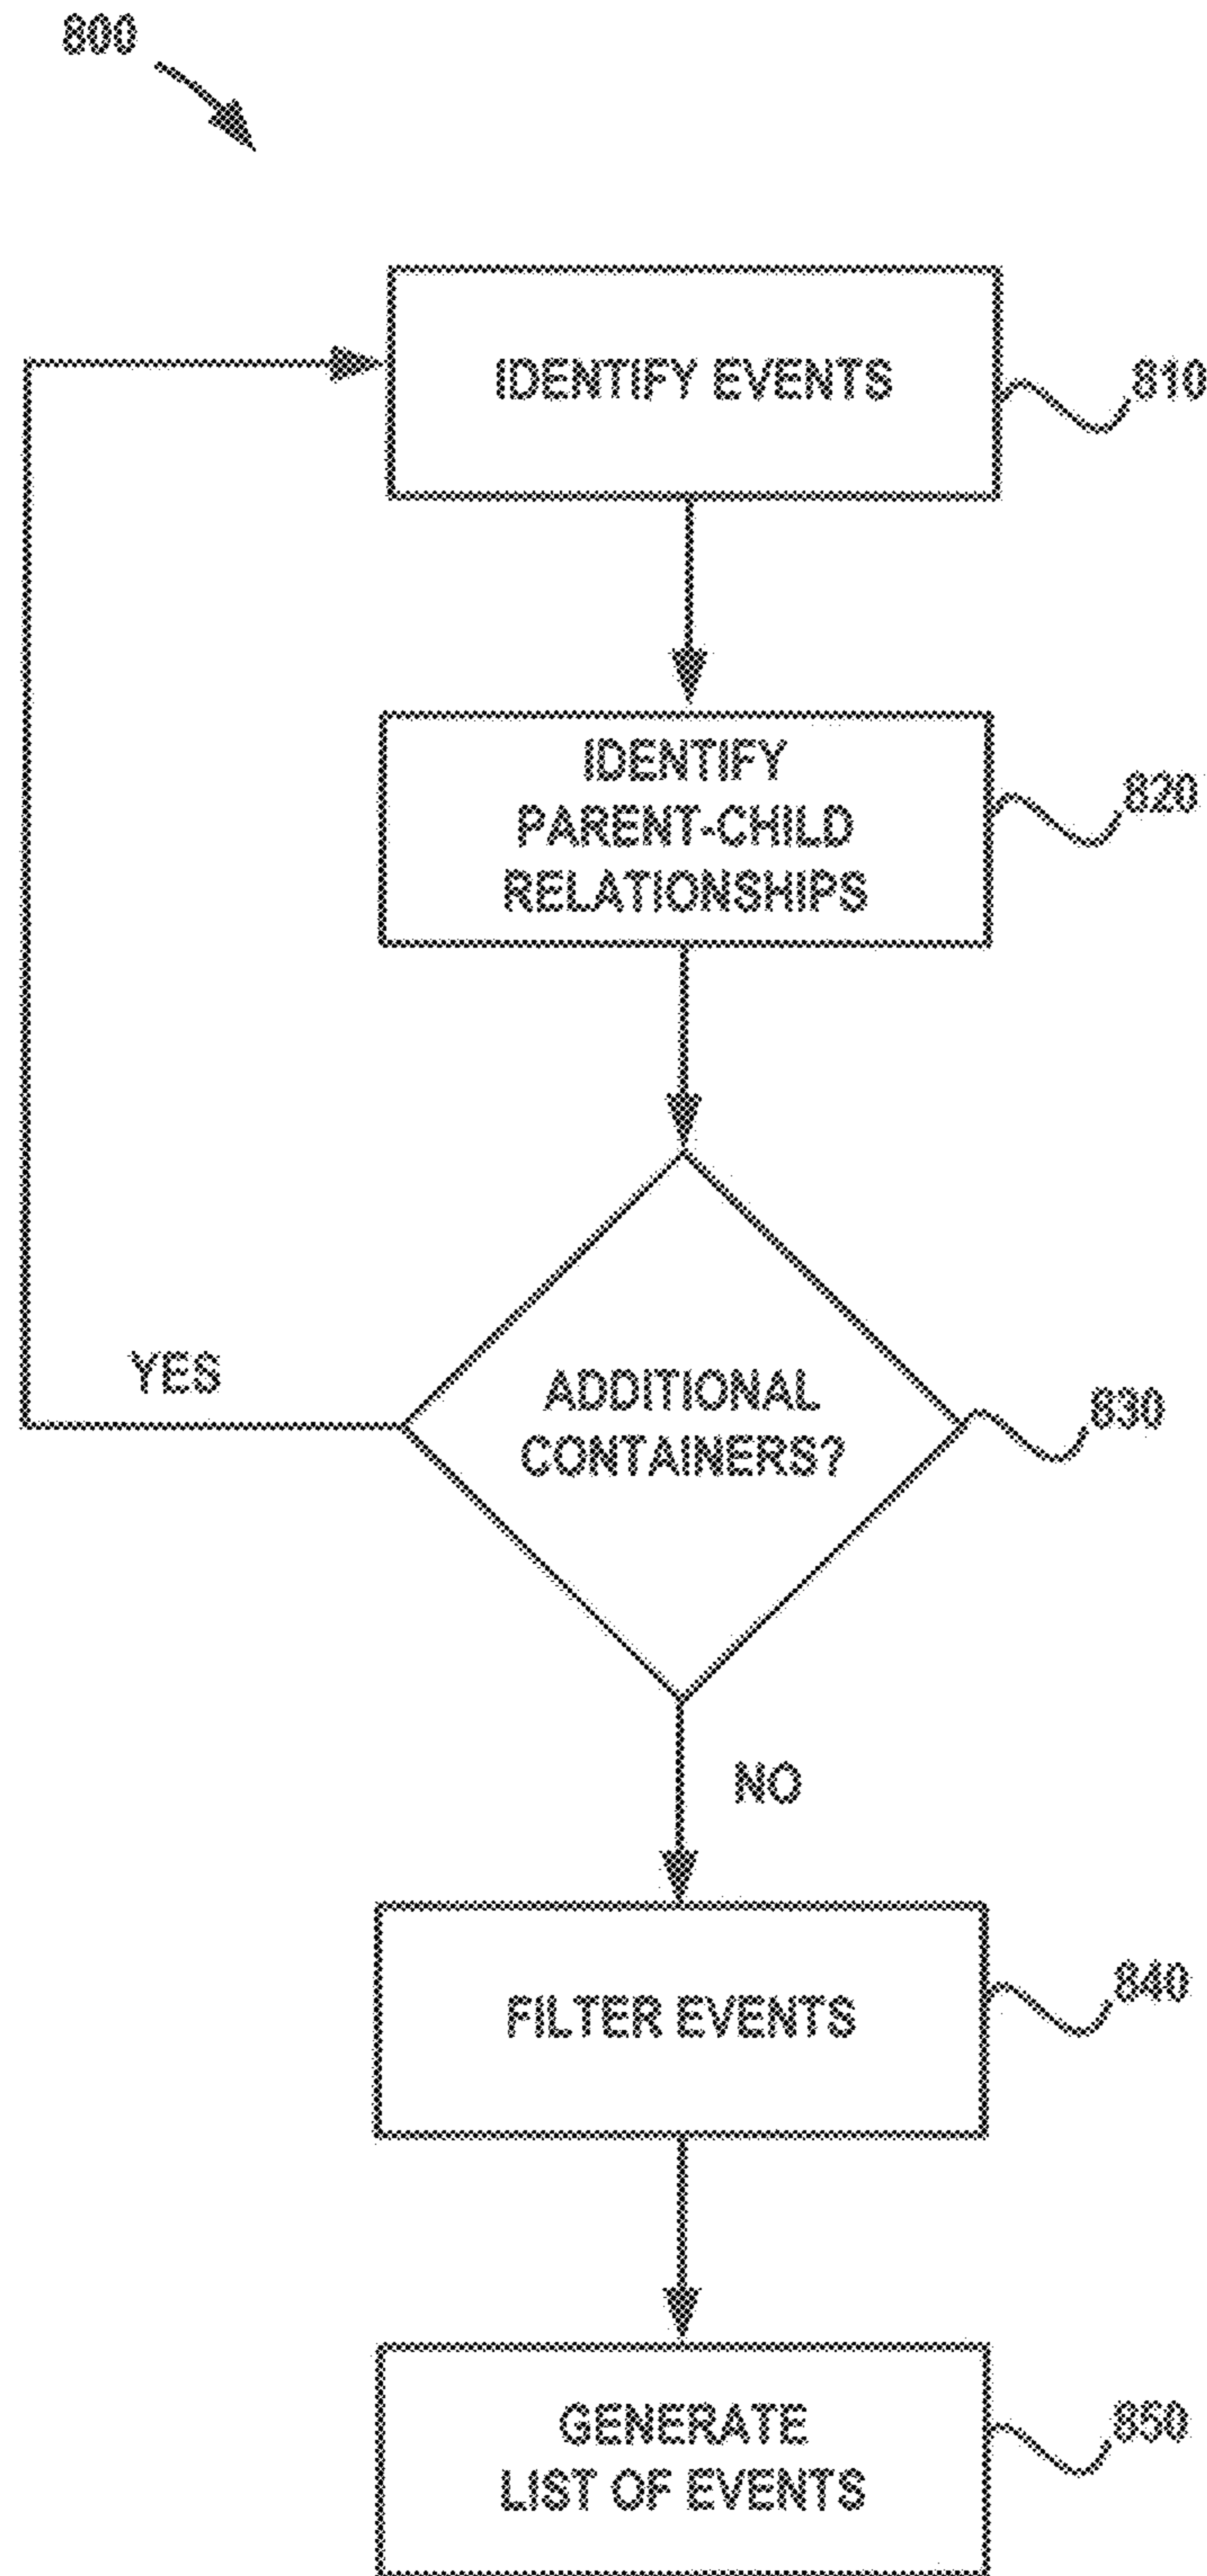 800
IDENTIFY EVENTS
810
IDENTIFY
PARENT-CHILD
RELATIONSHIPS
820
YES
ADDITIONAL
CONTAINERS?
830
NO
FILTER EVENTS
840
GENERATE
LIST OF EVENTS
850